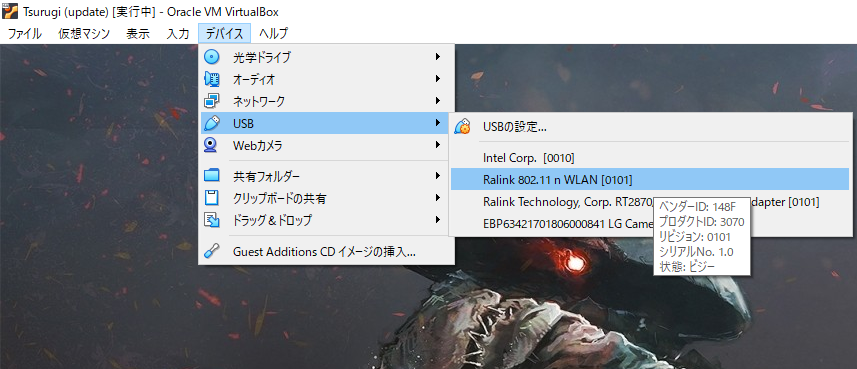 Tsurugi (update) [実行中] - Oracle VM VirtualBox
ファイル 仮想マシン 表示 入力 デバイス ヘルプ
光学ドライブ
オーディオ
ネットワーク
USB
Webカメラ
共有フォルダー
クリップボードの共有
ドラッグ＆ドロップ
Guest Additions CD イメージの挿入...
USBの設定...
Intel Corp. [0010]
Ralink 802.11 n WLAN [0101]
Ralink Technology, Corp. RT2870/ dapter [0101]
EBP63421701806000841 LG Came
ベンダーID: 148F
プロダクトID: 3070
リビジョン: 0101
シリアルNo. 1.0
状態: ビジー